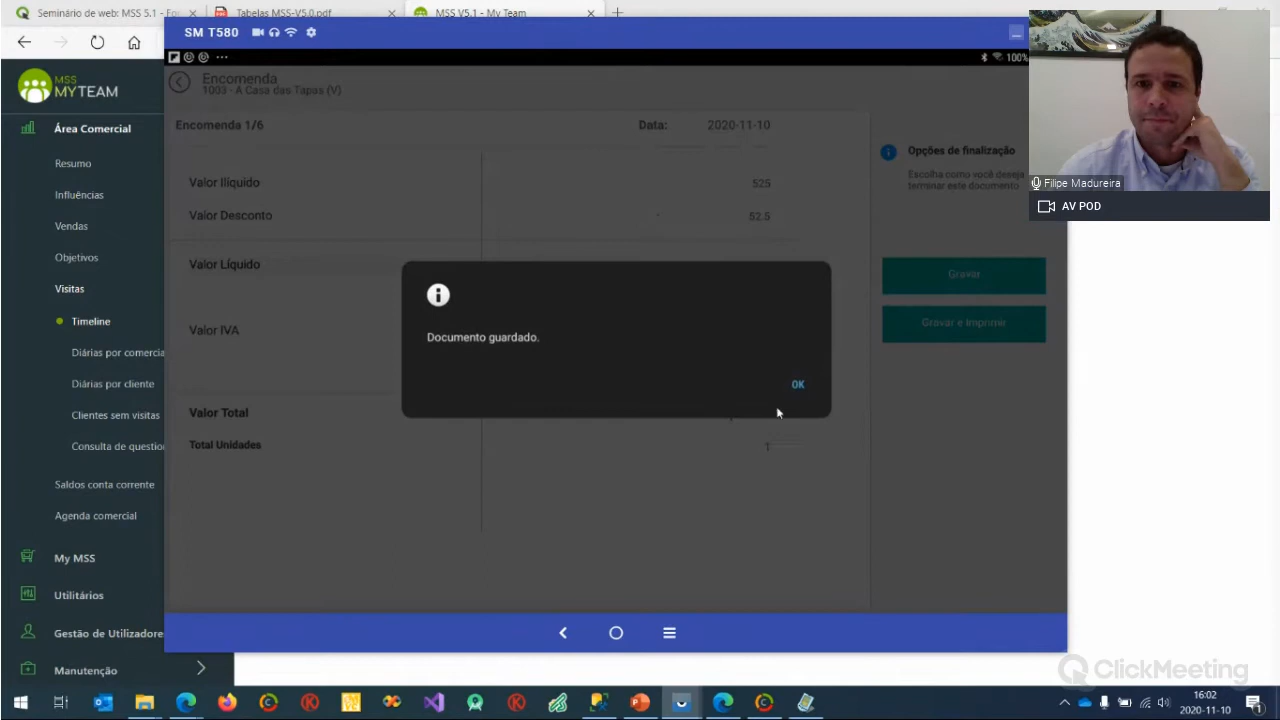 Seminário de web: MSS 5.1 - Fo
Tabelas MSS-V5.0.pdf
MSS V5.1 - My Team
SM T580
100%
Encomenda
1003 - A Casa das Tapas (V)
Encomenda 1/6
Data:
2020-11-10
Valor Ilíquido
525
Valor Desconto
52.5
Valor Líquido
Valor IVA
Valor Total
Total Unidades
1
Opções de finalização
Escolha como você deseja
terminar este documento
Gravar
Gravar e Imprimir
Documento guardado.
OK
Filipe Madureira
AV POD
MSS
MYTEAM
Área Comercial
Resumo
Influências
Vendas
Objetivos
Visitas
Timeline
Diárias por comercia
Diárias por cliente
Clientes sem visitas
Consulta de questio
Saldos conta corrente
Agenda comercial
My MSS
Utilitários
Gestão de Utilizadore
Manutenção
ClickMeeting
16:02
2020-11-10
1